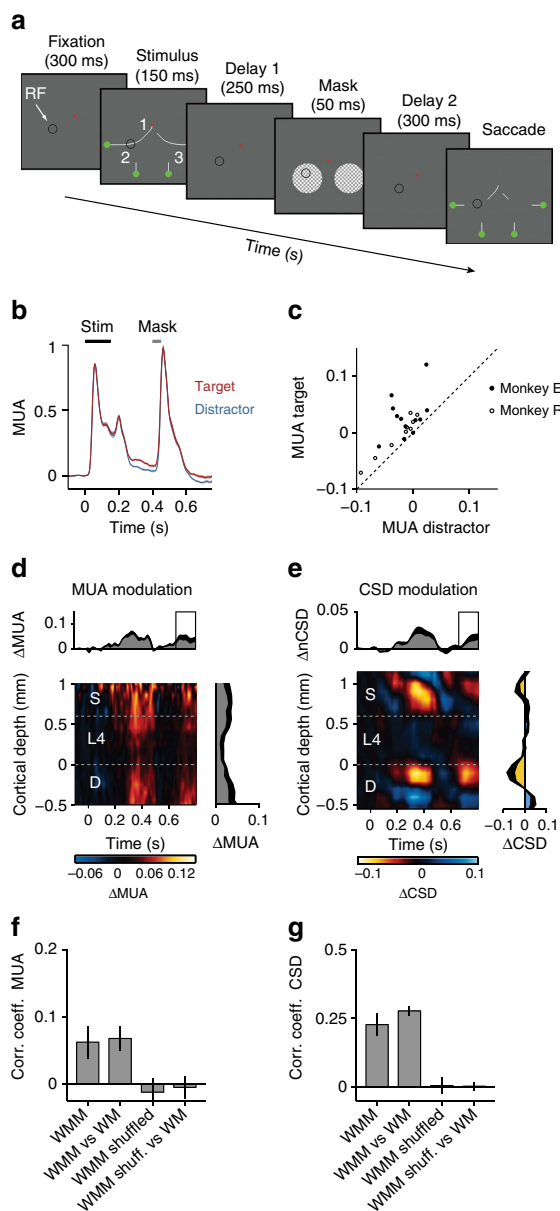 a
Fixation
(300 ms)
Stimulus
(150 ms)
Delay 1
(250 ms)
Mask
(50 ms)
Delay 2
(300 ms)
Saccade
RF
1
2
3
Time (s)
b
Stim
Mask
1
0.5
0
MUA
Target
Distractor
0
0.2
0.4
0.6
Time (s)
c
0.1
0
−0.1
MUA target
Monkey E
Monkey R
−0.1
0
0.1
MUA distractor
d
MUA modulation
0.1
0
ΔMUA
1
0.5
0
−0.5
Cortical depth (mm)
S
L4
D
0
0.2
0.4
0.6
Time (s)
0
0.1
ΔMUA
−0.06
0
0.06
0.12
ΔMUA
e
CSD modulation
0.05
0
ΔnCSD
1
0.5
0
−0.5
Cortical depth (mm)
S
L4
D
0
0.2
0.4
0.6
Time (s)
−0.1
0
0.1
ΔCSD
−0.1
0
0.1
ΔCSD
f
0.2
0.1
0
Corr. coeff. MUA
WMM
WMM vs WM
WMM shuffled
WMM shuff. vs WM
g
0.5
0.25
0
Corr. coeff. CSD
WMM
WMM vs WM
WMM shuffled
WMM shuff. vs WM